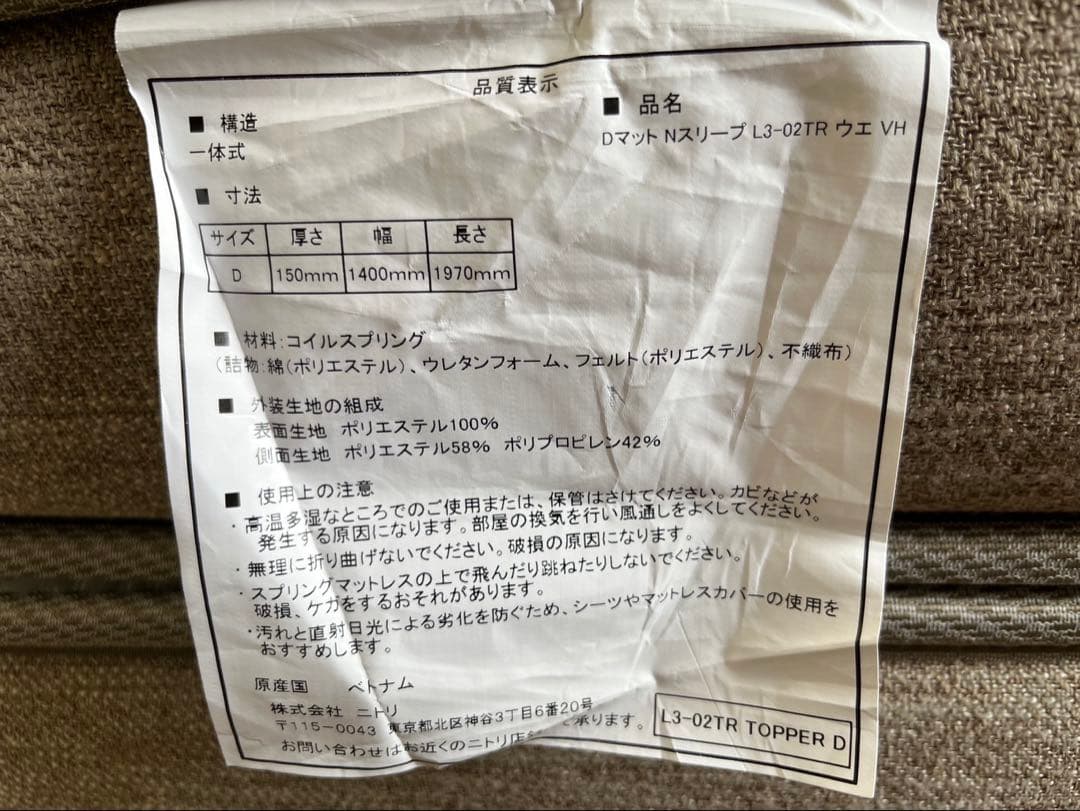 品質表示
■ 構造
一体式
■ 品名
Dマット Nスリープ L3-02TR ウエ VH
■ 寸法
サイズ 厚さ 幅 長さ
D 150mm 1400mm 1970mm
■ 材料:コイルスプリング
(詰物:綿(ポリエステル)、ウレタンフォーム、フェルト(ポリエステル)、不織布)
■ 外装生地の組成
表面生地 ポリエステル100%
側面生地 ポリエステル58% ポリプロピレン42%
■ 使用上の注意
・高温多湿なところでのご使用または、保管はさけてください。カビなどが
発生する原因になります。部屋の換気を行い風通しをよくしてください。
・無理に折り曲げないでください。破損の原因になります。
・スプリングマットレスの上で飛んだり跳ねたりしないでください。
破損、ケガをするおそれがあります。
・汚れと直射日光による劣化を防ぐため、シーツやマットレスカバーの使用を
おすすめします。
原産国 ベトナム
株式会社 ニトリ
〒115-0043 東京都北区神谷3丁目6番20号
お問い合わせはお近くのニトリ店 承ります。
L3-02TR TOPPER D